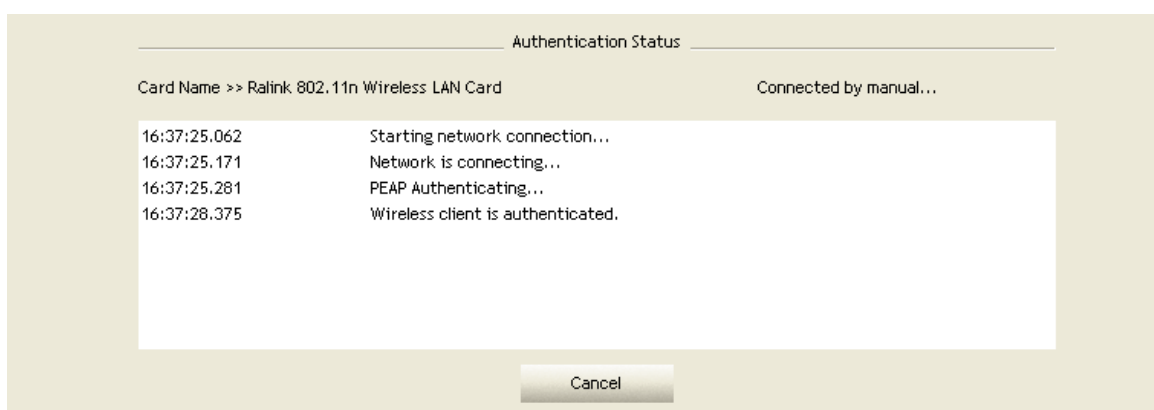 Authentication Status
Card Name >> Ralink 802.11n Wireless LAN Card Connected by manual...
16:37:25.062 Starting network connection...
16:37:25.171 Network is connecting...
16:37:25.281 PEAP Authenticating...
16:37:28.375 Wireless client is authenticated.
Cancel